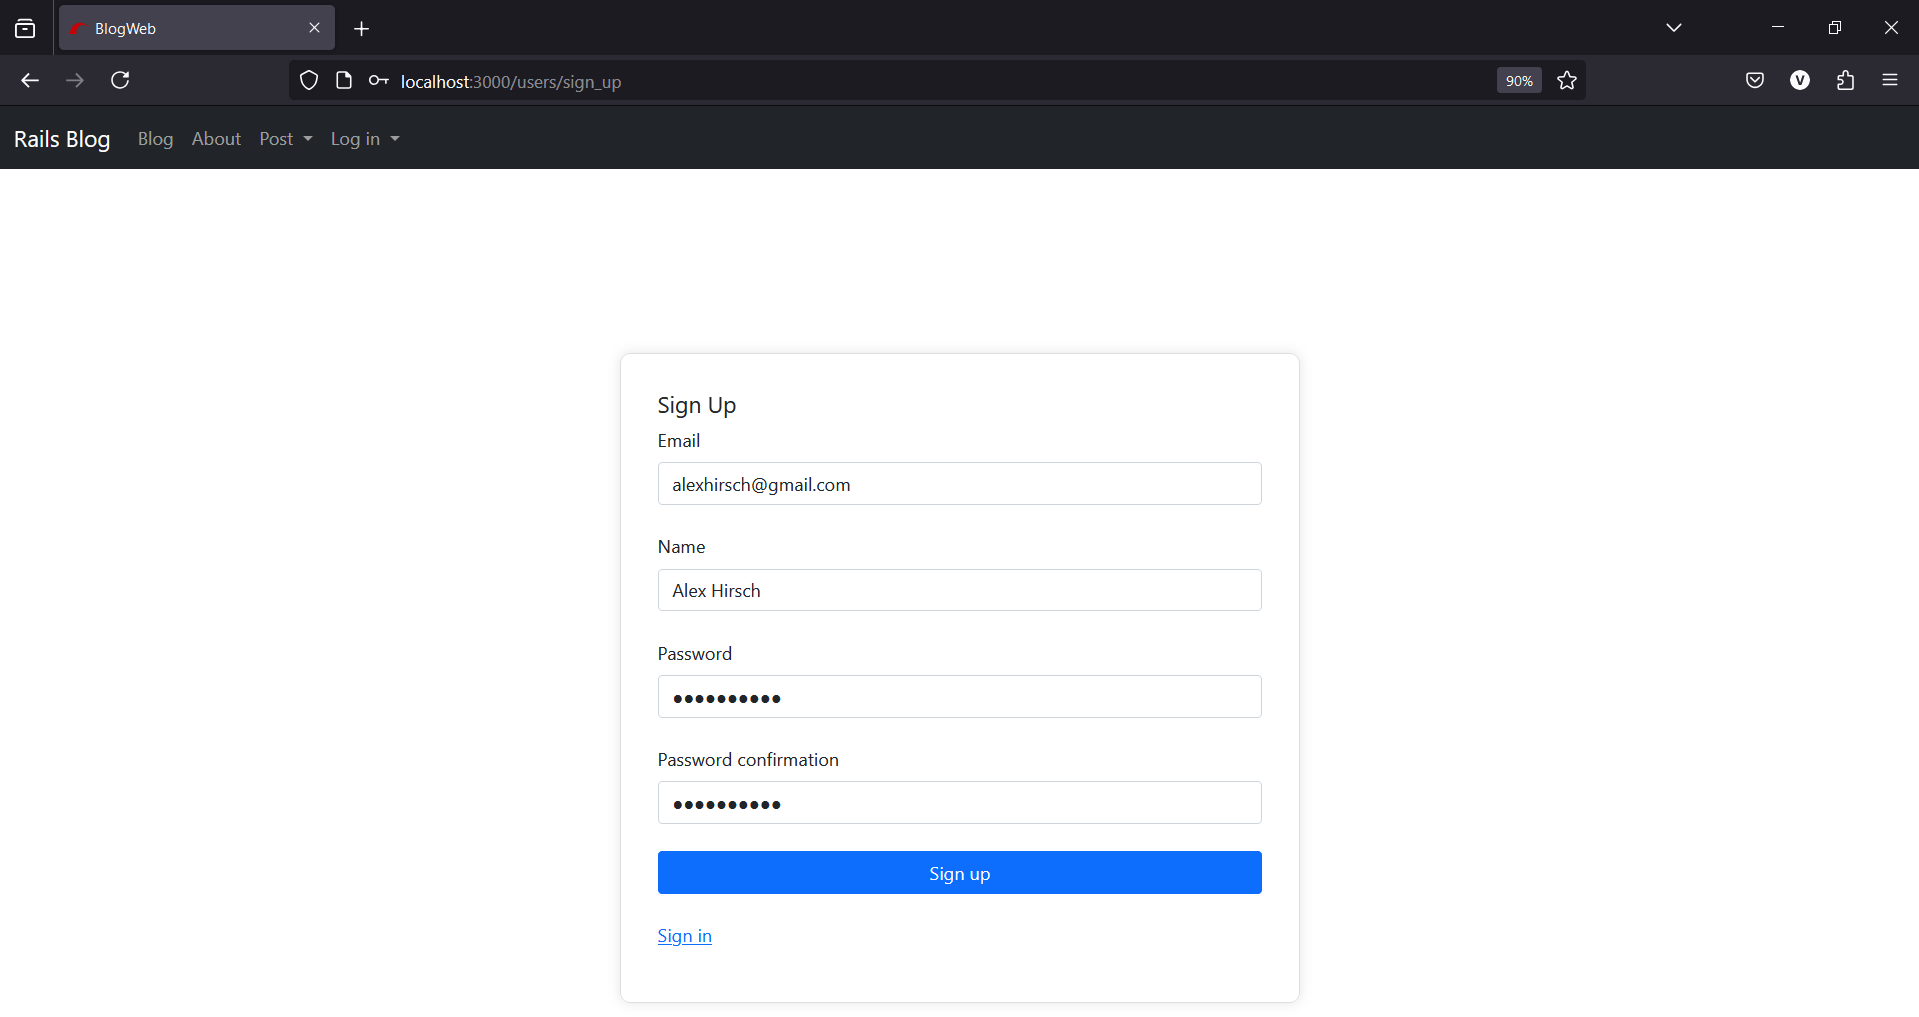 BlogWeb
localhost:3000/users/sign_up
90%
V
Rails Blog Blog About Post Log in
Sign Up
Email
alexhirsch@gmail.com
Name
Alex Hirsch
Password
●●●●●●●●●●
Password confirmation
●●●●●●●●●●
Sign up
Sign in